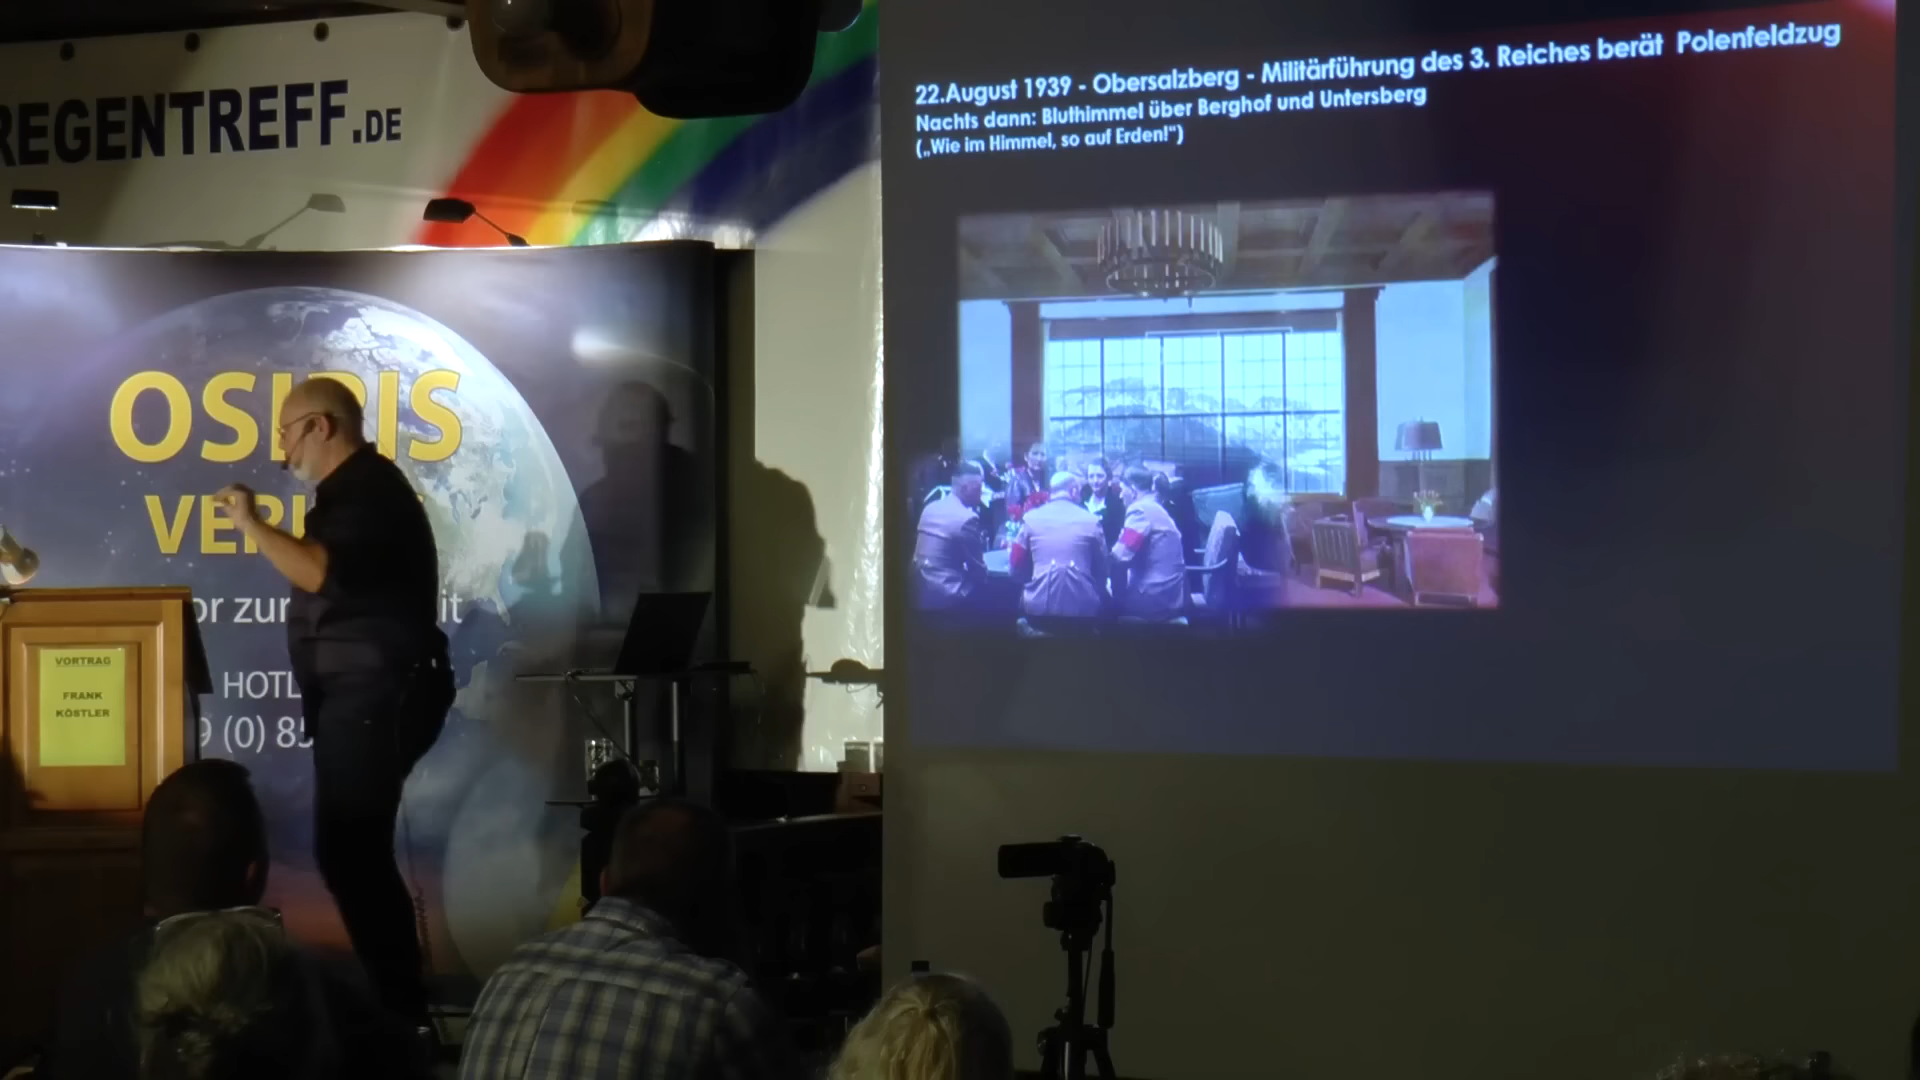 REGENTREFF.DE
OSIRIS
VER
or zur it
HOTL
9 (0) 85
VORTRAG
FRANK
KÖSTLER
22.August 1939 - Obersalzberg - Militärführung des 3. Reiches berät Polenfeldzug
Nachts dann: Bluthimmel über Berghof und Untersberg
(„Wie im Himmel, so auf Erden!“)